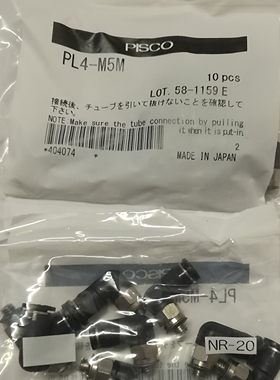 PISCO
PL4-M5M
10 pcs
LOT. 58-1159 E
接続後、チューブを引いて抜けないことを確認して
下さい。
NOTE Make sure the tube connection by pulling
it when it is put-in.
*404074 *
2
MADE IN JAPAN
PISCO
PL4-M5M
NR-20
the